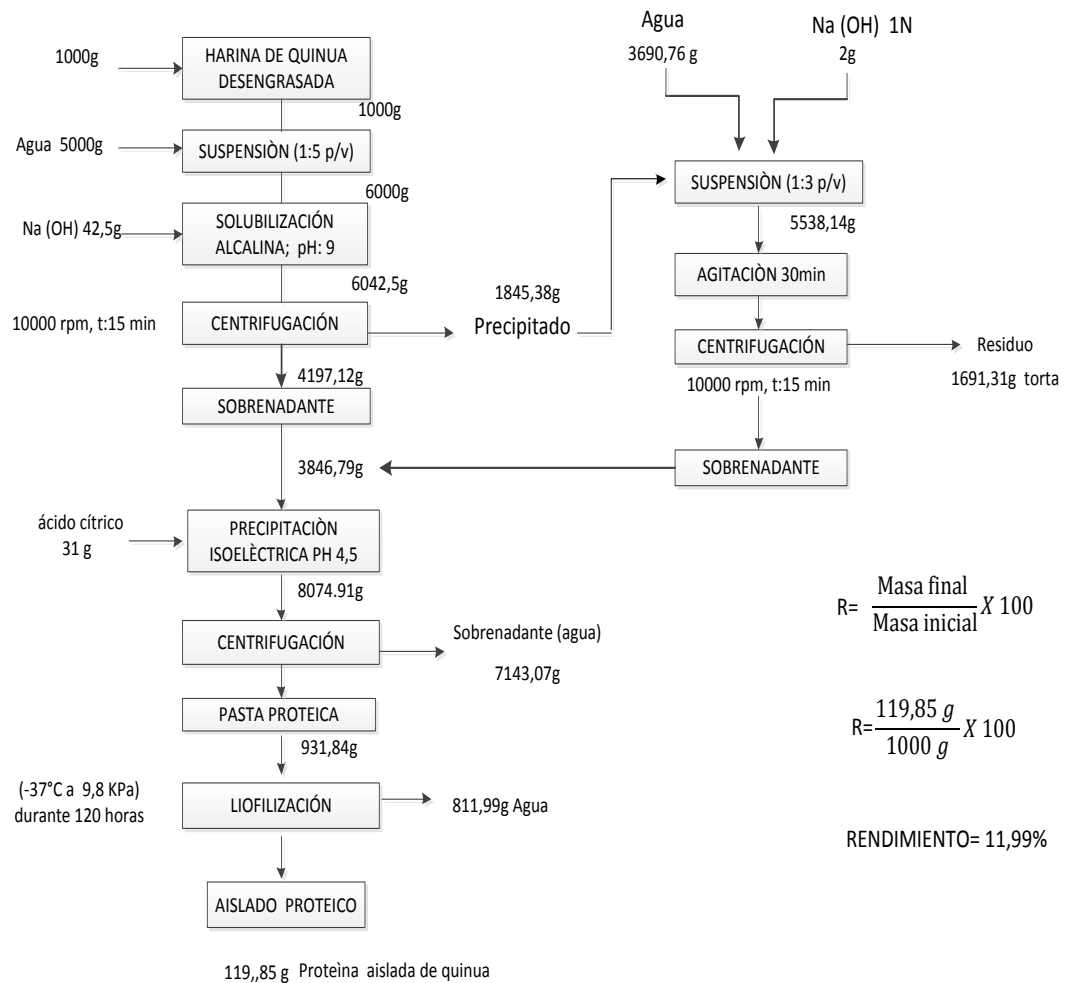 1000g
HARINA DE QUINUA
DESENGRASADA
1000g
Agua 5000g
SUSPENSIÒN (1:5 p/v)
6000g
Na (OH) 42,5g
SOLUBILIZACIÓN
ALCALINA; pH: 9
6042,5g
10000 rpm, t:15 min
CENTRIFUGACIÓN
1845,38g
Precipitado
4197,12g
SOBRENADANTE
Agua
3690,76 g
Na (OH) 1N
2g
SUSPENSIÒN (1:3 p/v)
5538,14g
AGITACIÒN 30min
CENTRIFUGACIÓN
10000 rpm, t:15 min
Residuo
1691,31g torta
SOBRENADANTE
3846,79g
ácido cítrico
31 g
PRECIPITACIÒN
ISOELÈCTRICA PH 4,5
8074.91g
CENTRIFUGACIÓN
Sobrenadante (agua)
7143,07g
PASTA PROTEICA
931,84g
(-37°C a 9,8 KPa)
durante 120 horas
LIOFILIZACIÓN
811,99g Agua
AISLADO PROTEICO
119,,85 g Proteìna aislada de quinua
R= Masa final
Masa inicial X 100
R= 119,85 g
1000 g X 100
RENDIMIENTO= 11,99%